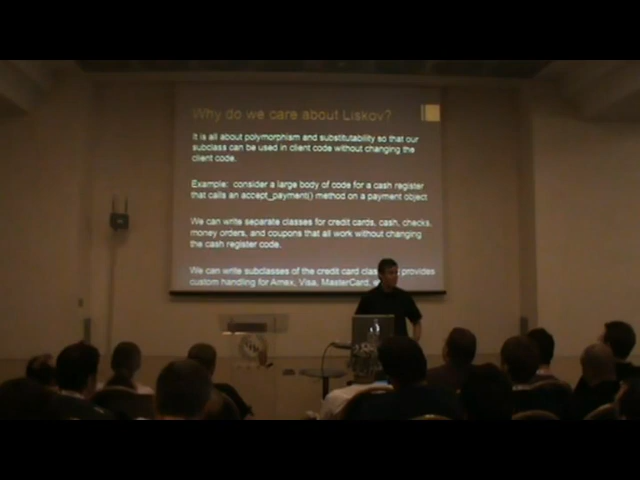 Why do we care about Liskov?
It is all about polymorphism and substitutability so that our
subclass can be used in client code without changing the
client code.
Example: consider a large body of code for a cash register
that calls an accept_payment() method on a payment object
We can write separate classes for credit cards, cash, checks,
money orders, and coupons that all work without changing
the cash register code.
We can write subclasses of the credit card provides
custom handling for Amex, Visa, MasterCard,